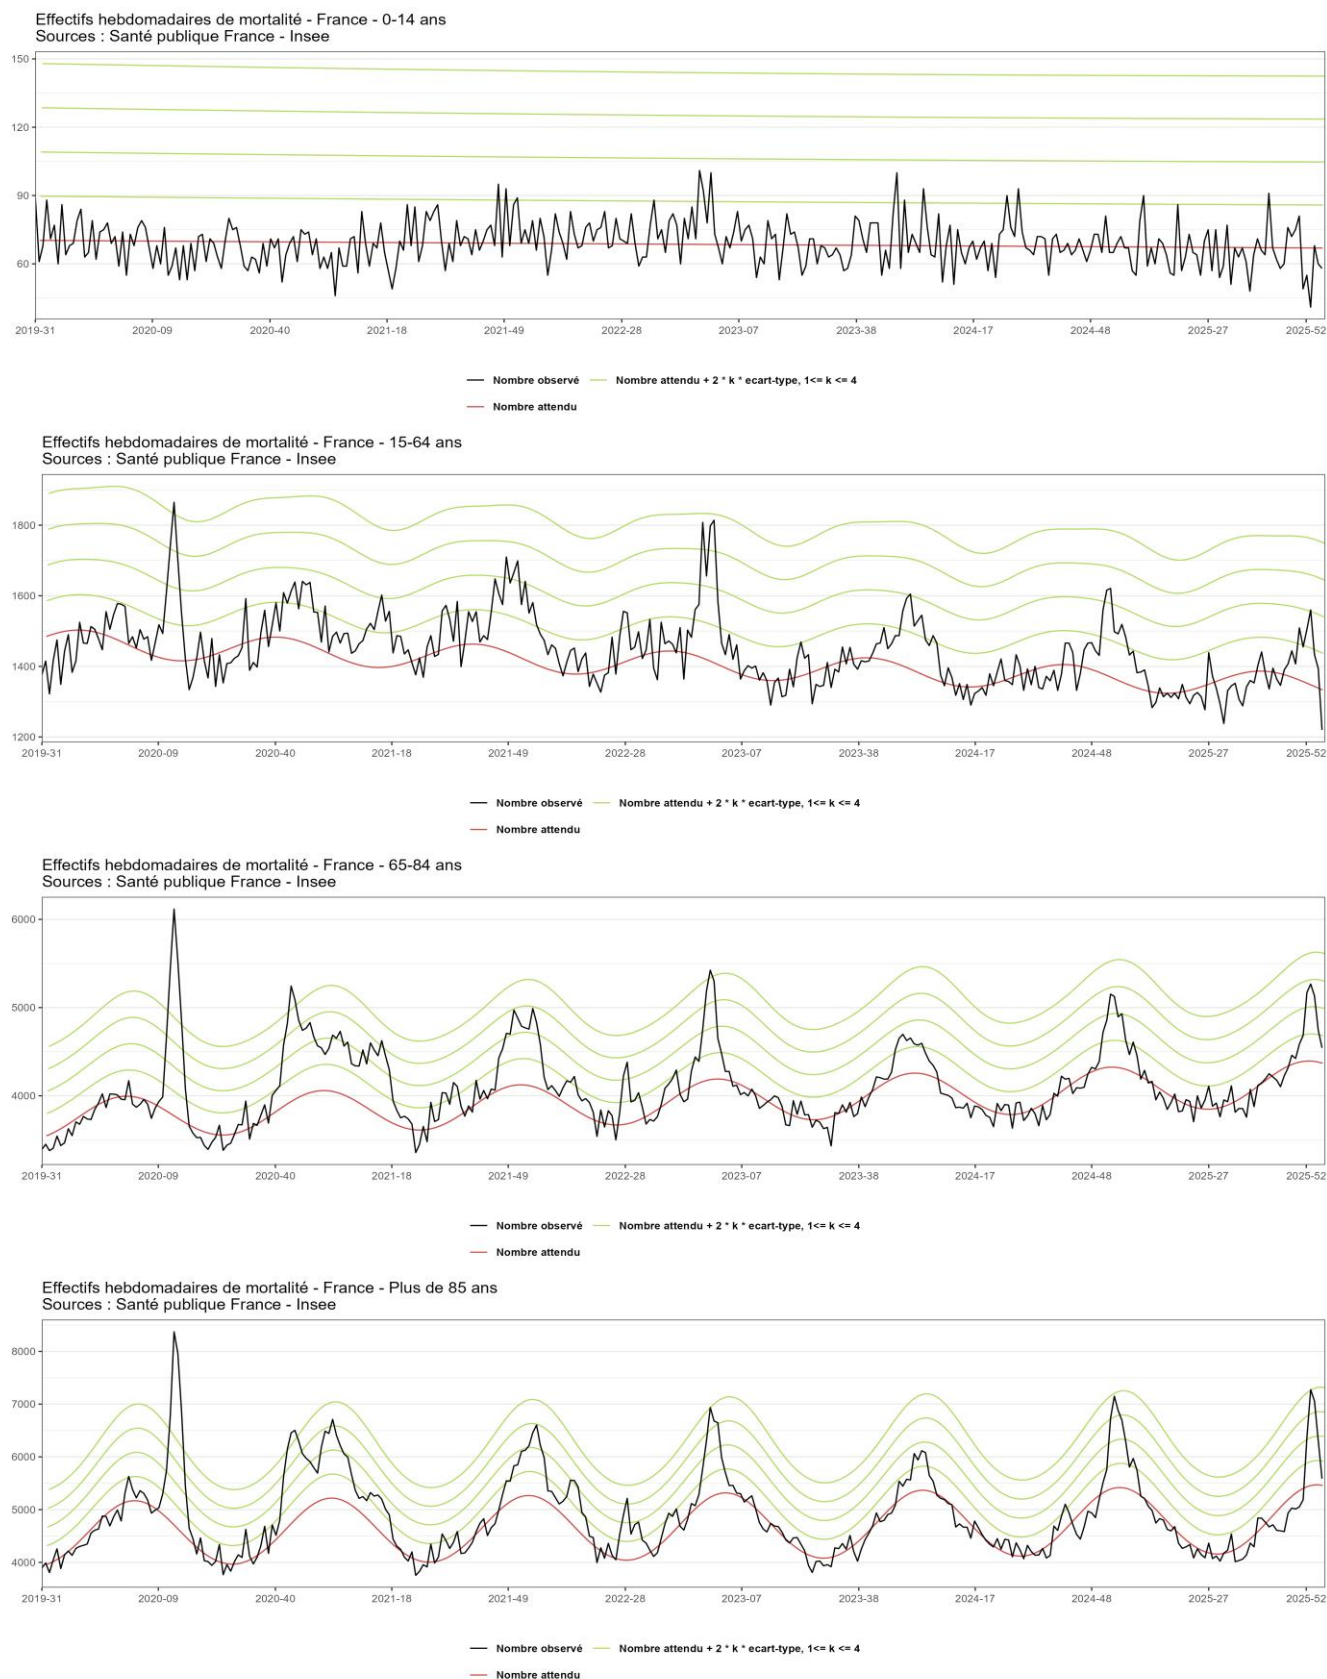 Effectifs hebdomadaires de mortalité - France - 0-14 ans
Sources : Santé publique France - Insee
150
120
90
60
2019-31 2020-09 2020-40 2021-18 2021-49 2022-28 2023-07 2023-38 2024-17 2024-48 2025-27 2025-52
Nombre observé Nombre attendu + 2 * k * ecart-type, 1<= k <= 4
Nombre attendu
Effectifs hebdomadaires de mortalité - France - 15-64 ans
Sources : Santé publique France - Insee
1800
1600
1400
1200
2019-31 2020-09 2020-40 2021-18 2021-49 2022-28 2023-07 2023-38 2024-17 2024-48 2025-27 2025-52
Nombre observé Nombre attendu + 2 * k * ecart-type, 1<= k <= 4
Nombre attendu
Effectifs hebdomadaires de mortalité - France - 65-84 ans
Sources : Santé publique France - Insee
6000
5000
4000
2019-31 2020-09 2020-40 2021-18 2021-49 2022-28 2023-07 2023-38 2024-17 2024-48 2025-27 2025-52
Nombre observé Nombre attendu + 2 * k * ecart-type, 1<= k <= 4
Nombre attendu
Effectifs hebdomadaires de mortalité - France - Plus de 85 ans
Sources : Santé publique France - Insee
8000
7000
6000
5000
4000
2019-31 2020-09 2020-40 2021-18 2021-49 2022-28 2023-07 2023-38 2024-17 2024-48 2025-27 2025-52
Nombre observé Nombre attendu + 2 * k * ecart-type, 1<= k <= 4
Nombre attendu